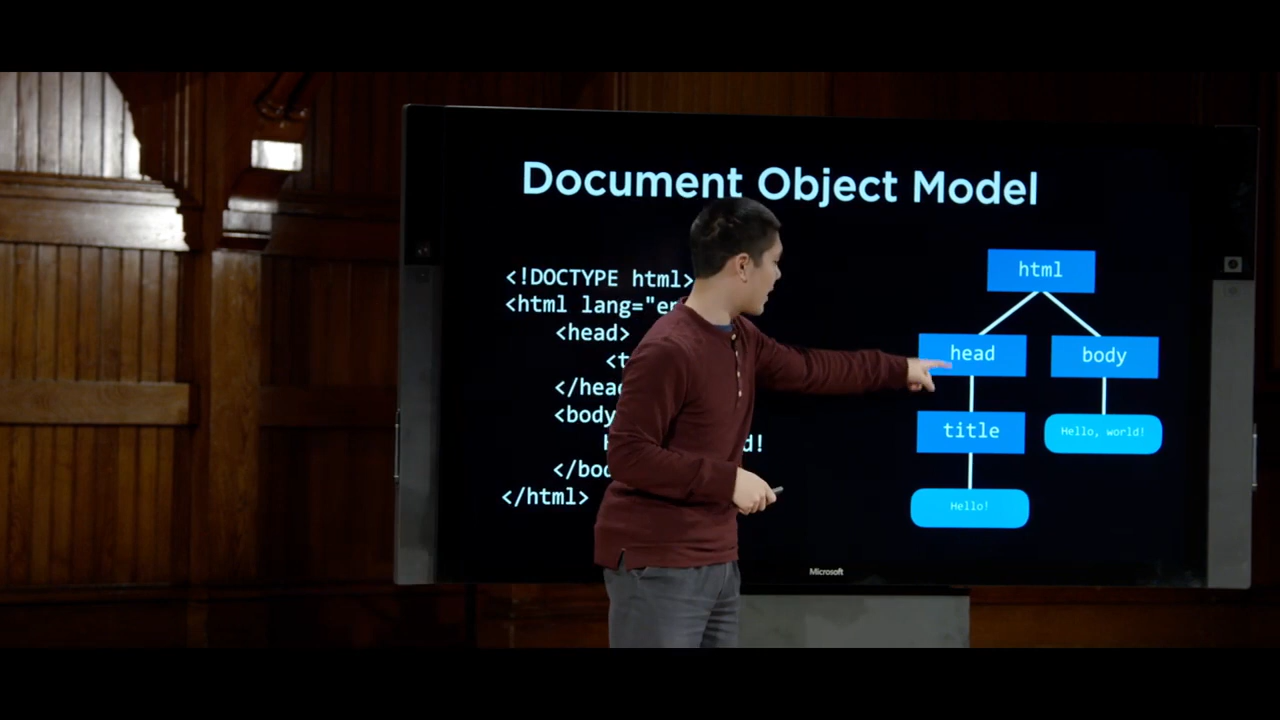 Document Object Model
<!DOCTYPE html>
<html lang="en
<head>
<t
</head
<body
d!
</bod
</html>
html
head
body
title
Hello, world!
Hello!
Microsoft